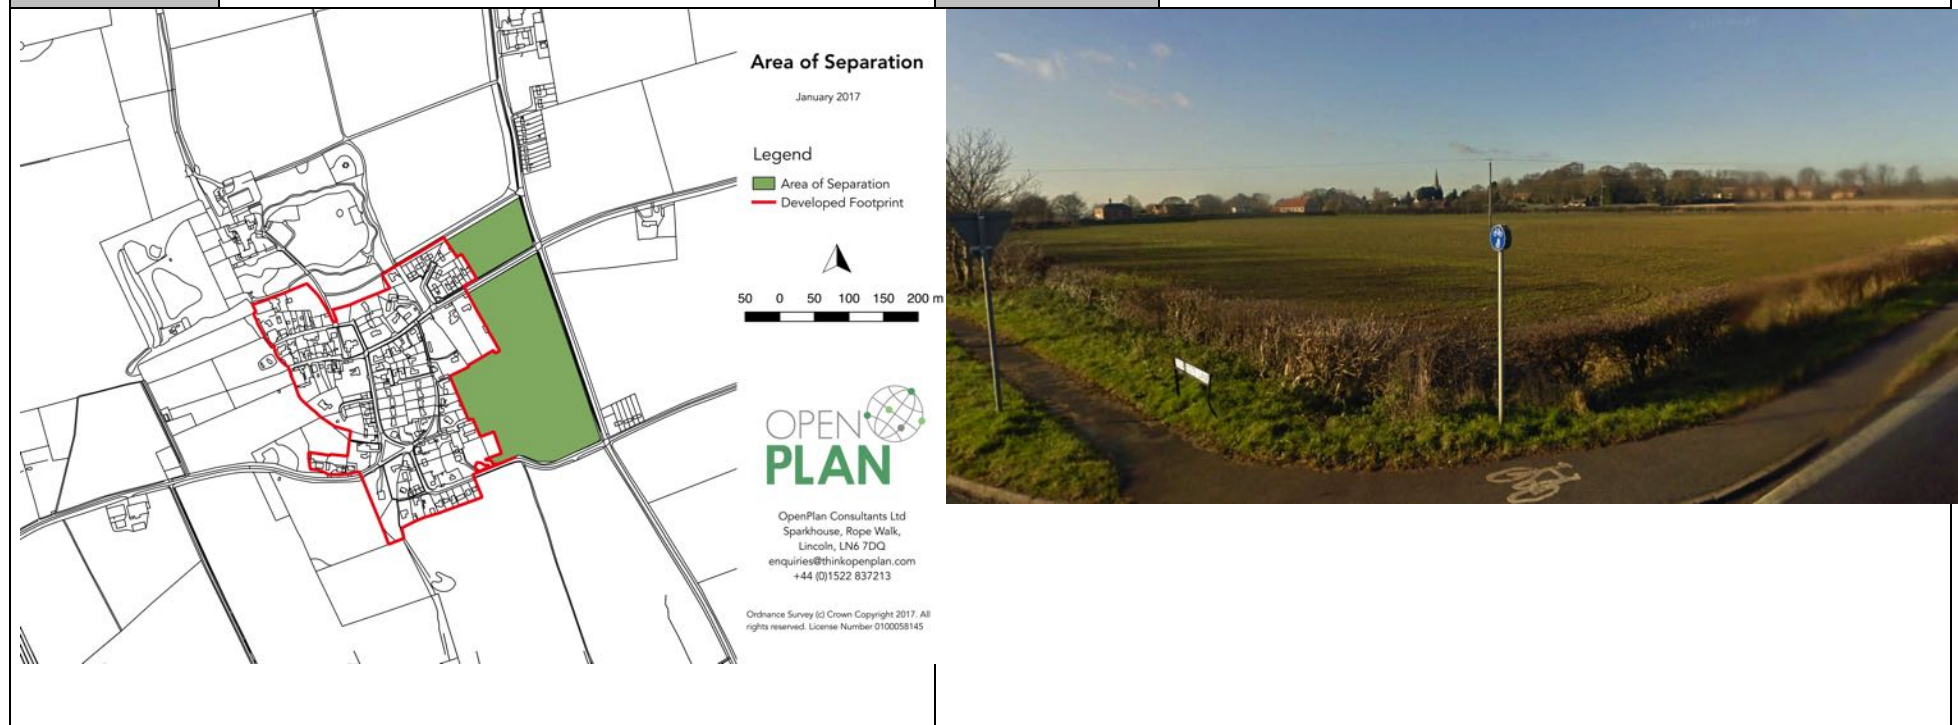 Area of Separation
January 2017
Legend
Area of Separation
Developed Footprint
50 0 50 100 150 200 m
OPEN
PLAN
OpenPlan Consultants Ltd
Sparkhouse, Rope Walk,
Lincoln, LN6 7DQ
enquiries@thinkopenplan.com
+44 (0)1522 837213
Ordnance Survey (c) Crown Copyright 2017. All
rights reserved. License Number 0100058145